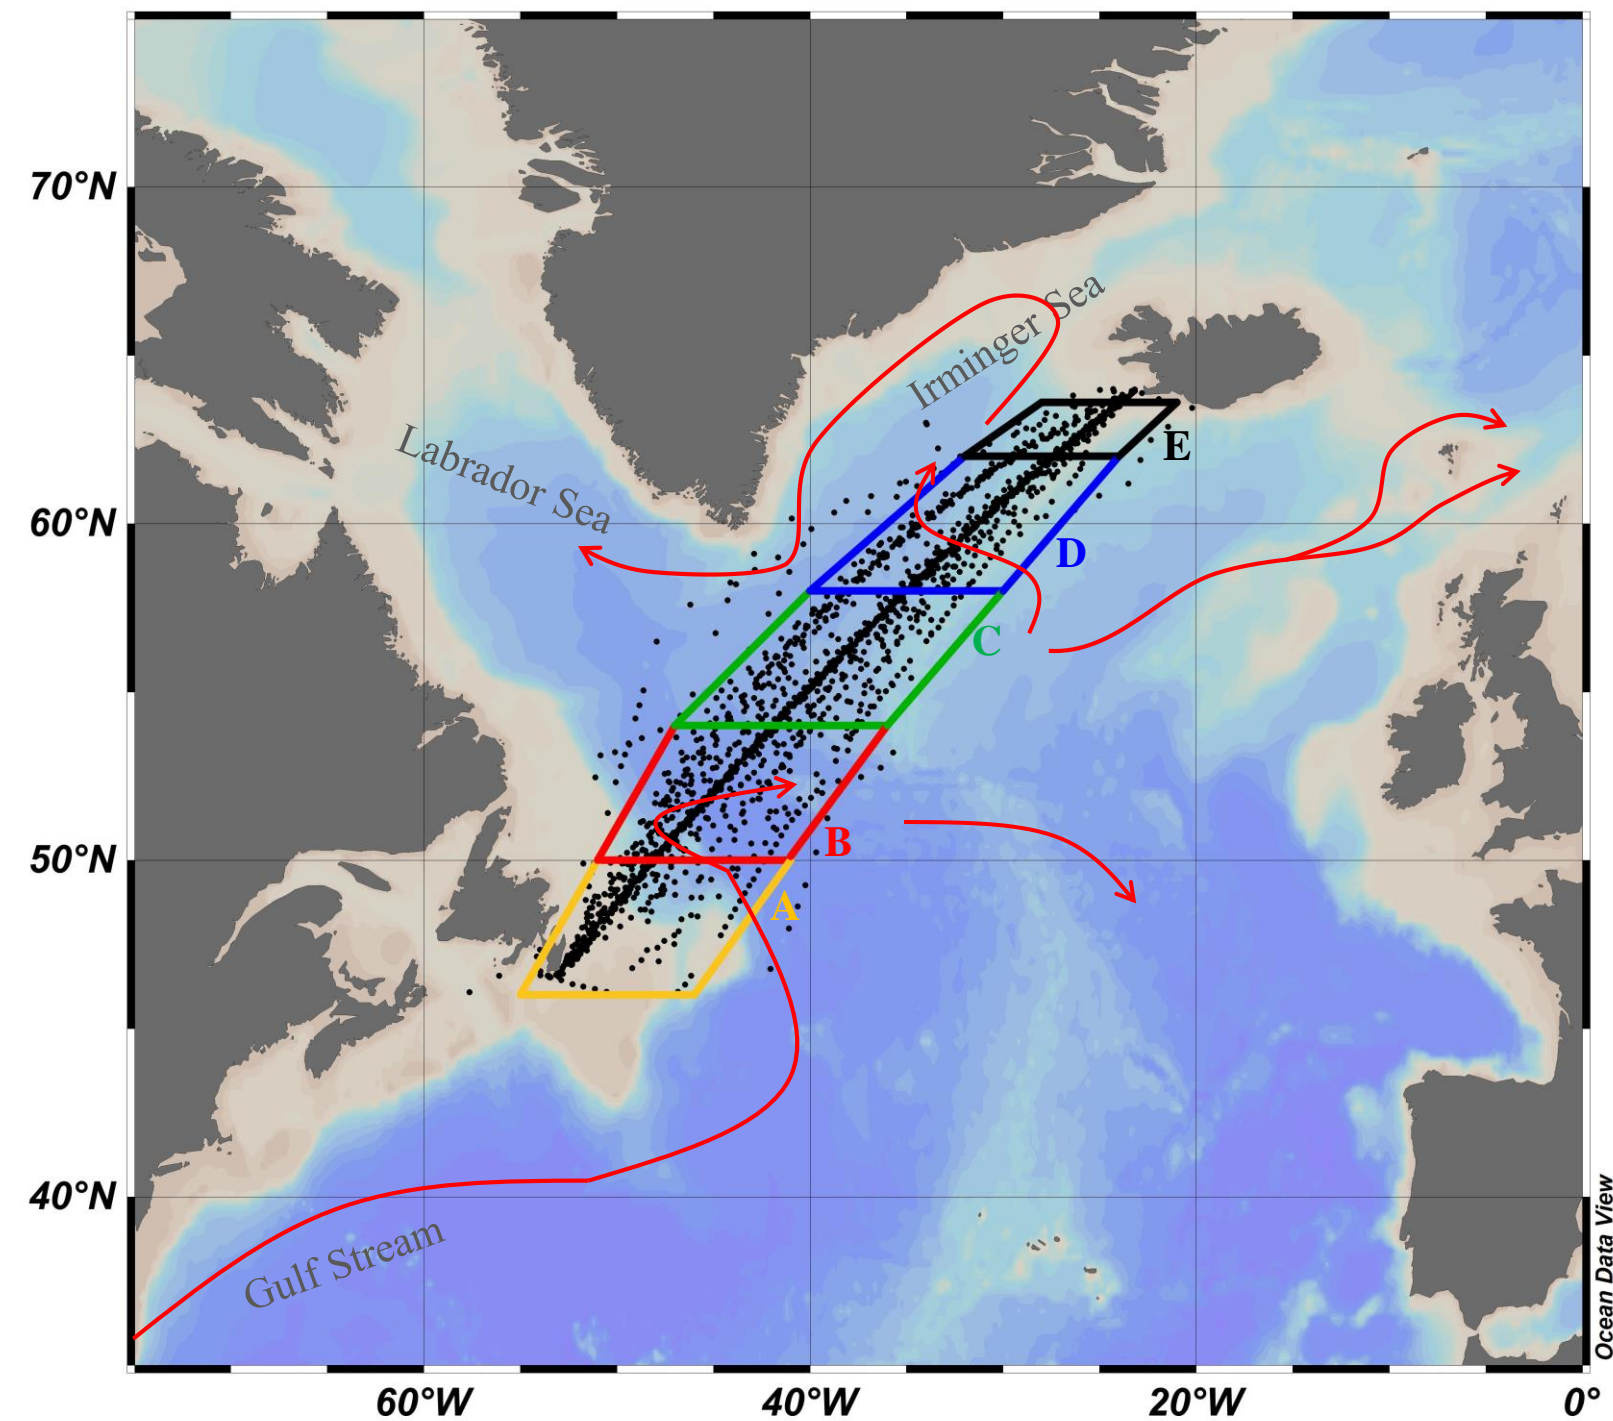 70°N
60°N
50°N
40°N
60°W
40°W
20°W
0°
Irminger Sea
Labrador Sea
Gulf Stream
E
D
C
B
A
Ocean Data View